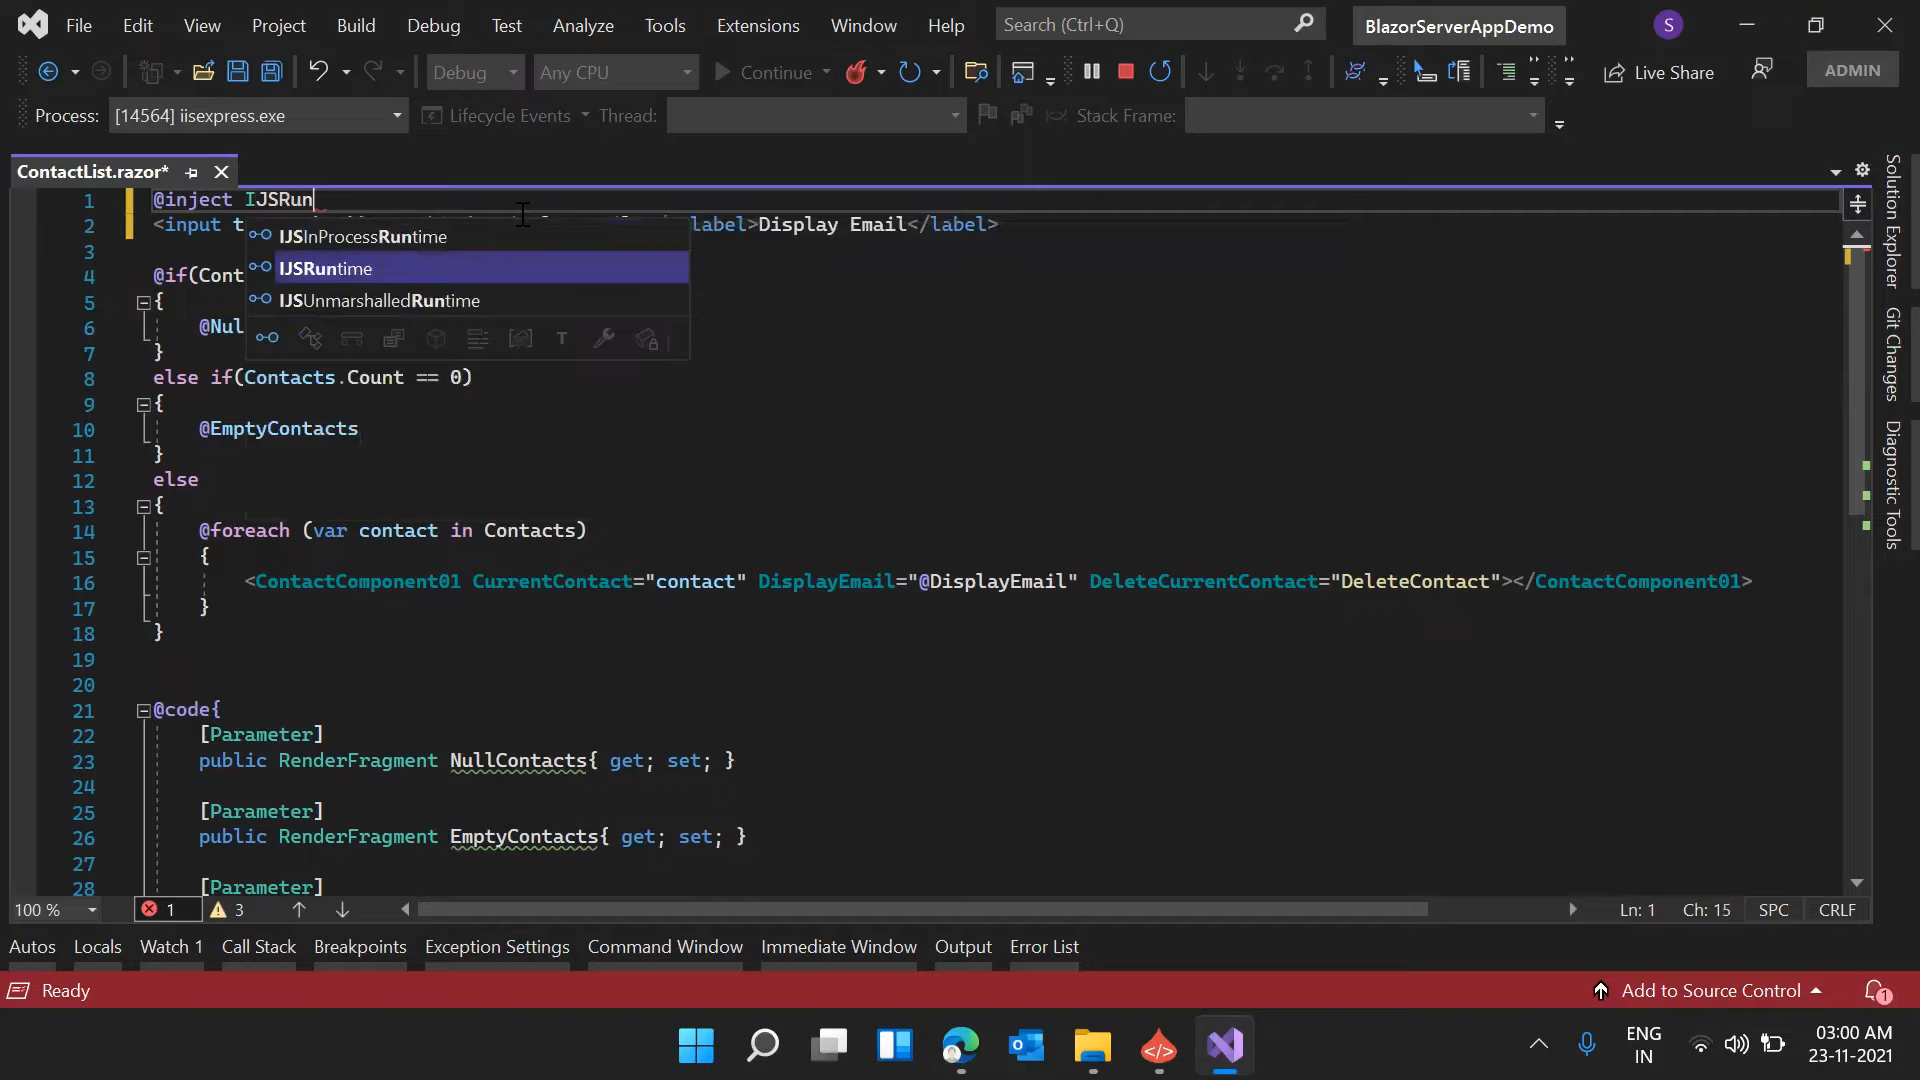 File Edit View Project Build Debug Test Analyze Tools Extensions Window Help Search (Ctrl+Q) BlazorServerAppDemo S
Debug Any CPU Continue Live Share ADMIN
Process: [14564] iisexpress.exe Lifecycle Events Thread: Stack Frame:
ContactList.razor*
1 @inject IJSRun
2 <input t label>Display Email</label>
IJSInProcessRuntime
IJSRuntime
IJSUnmarshalledRuntime
3
4 @if(Cont
5 {
6 @Nul
7 }
8 else if(Contacts.Count == 0)
9 {
10 @EmptyContacts
11 }
12 else
13 {
14 @foreach (var contact in Contacts)
15 {
16 <ContactComponent01 CurrentContact="contact" DisplayEmail="@DisplayEmail" DeleteCurrentContact="DeleteContact"></ContactComponent01>
17 }
18 }
19
20
21 @code{
22 [Parameter]
23 public RenderFragment NullContacts{ get; set; }
24
25 [Parameter]
26 public RenderFragment EmptyContacts{ get; set; }
27
28 [Parameter]
Solution Explorer
Git Changes
Diagnostic Tools
100 % 1 3 Ln: 1 Ch: 15 SPC CRLF
Autos Locals Watch 1 Call Stack Breakpoints Exception Settings Command Window Immediate Window Output Error List
Ready Add to Source Control 1
ENG
IN
03:00 AM
23-11-2021